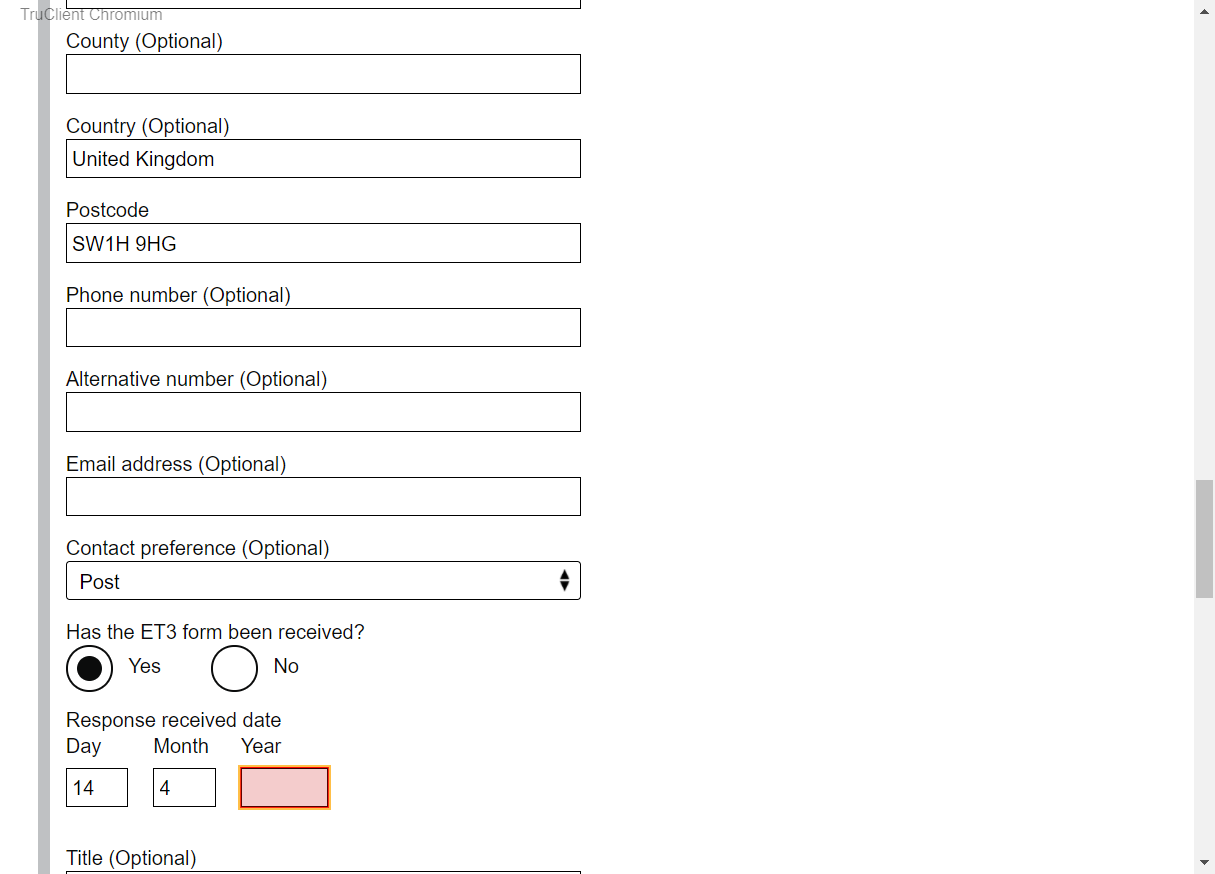 TruClient Chromium
County (Optional)
Country (Optional)
United Kingdom
Postcode
SW1H 9HG
Phone number (Optional)
Alternative number (Optional)
Email address (Optional)
Contact preference (Optional)
Post
Has the ET3 form been received?
Yes No
Response received date
Day Month Year
14 4
Title (Optional)